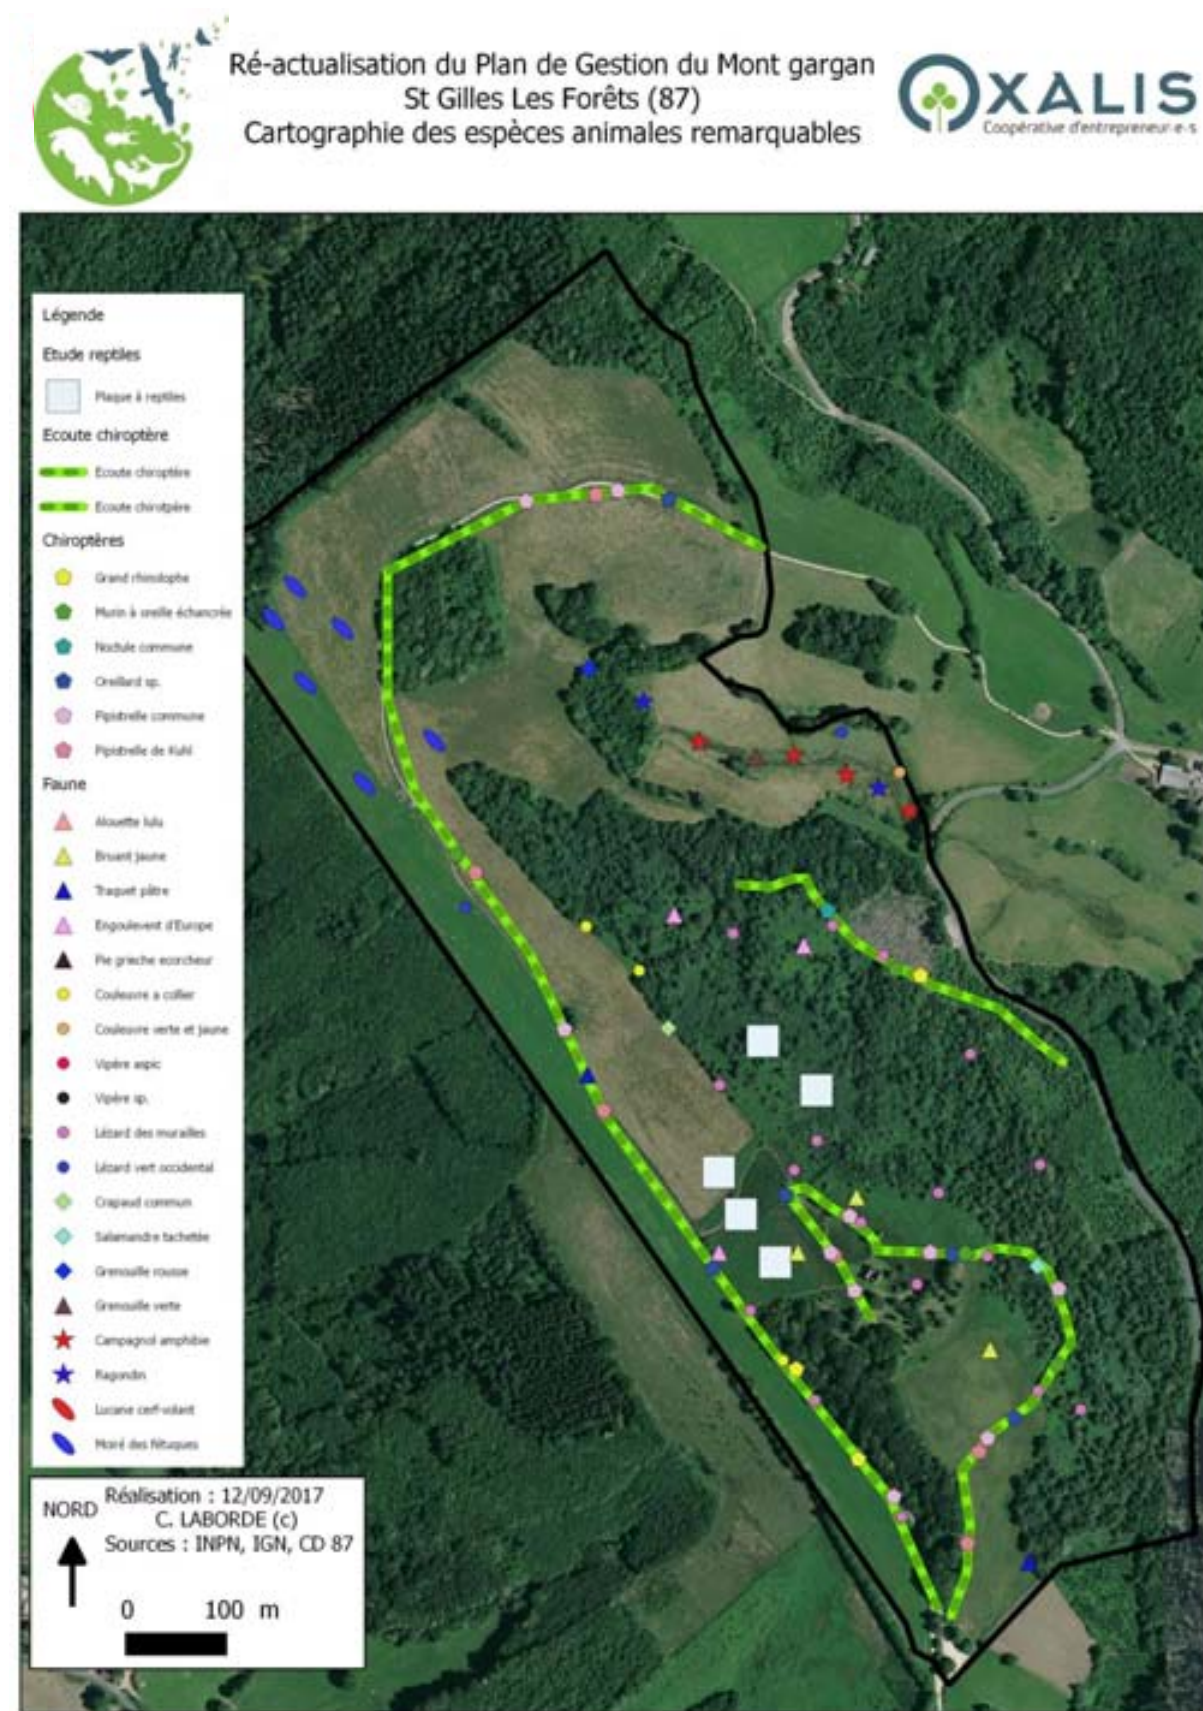 Ré-actualisation du Plan de Gestion du Mont gargan
St Gilles Les Forêts (87)
Cartographie des espèces animales remarquables
OXALIS
Coopérative d'entrepreneur·e·s
Légende
Etude reptiles
Plaque à reptiles
Ecoute chiroptère
Ecoute chiroptère
Ecoute chirotpère
Chiroptères
Grand rhinolophe
Murin à oreille échancrée
Noctule commune
Oreillard sp.
Pipistrelle commune
Pipistrelle de Kuhl
Faune
Alouette lulu
Bruant jaune
Traquet pâtre
Engoulevent d'Europe
Pie grieche ecorcheur
Couleuvre a collier
Couleuvre verte et jaune
Vipère aspic
Vipère sp.
Lézard des murailles
Lézard vert occidental
Crapaud commun
Salamandre tachetée
Grenouille rousse
Grenouille verte
Campagnol amphibie
Ragondin
Lucane cerf-volant
Moiré des fétuques
NORD
Réalisation : 12/09/2017
C. LABORDE (c)
Sources : INPN, IGN, CD 87
0 100 m